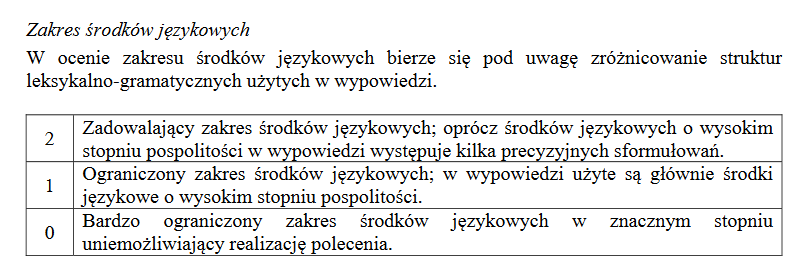 Zakres środków językowych
W ocenie zakresu środków językowych bierze się pod uwagę zróżnicowanie struktur
leksykalno-gramatycznych użytych w wypowiedzi.
2
Zadowalający zakres środków językowych; oprócz środków językowych o wysokim
stopniu pospolitości w wypowiedzi występuje kilka precyzyjnych sformułowań.
1
Ograniczony zakres środków językowych; w wypowiedzi użyte są głównie środki
językowe o wysokim stopniu pospolitości.
0
Bardzo ograniczony zakres środków językowych w znacznym stopniu
uniemożliwiający realizację polecenia.